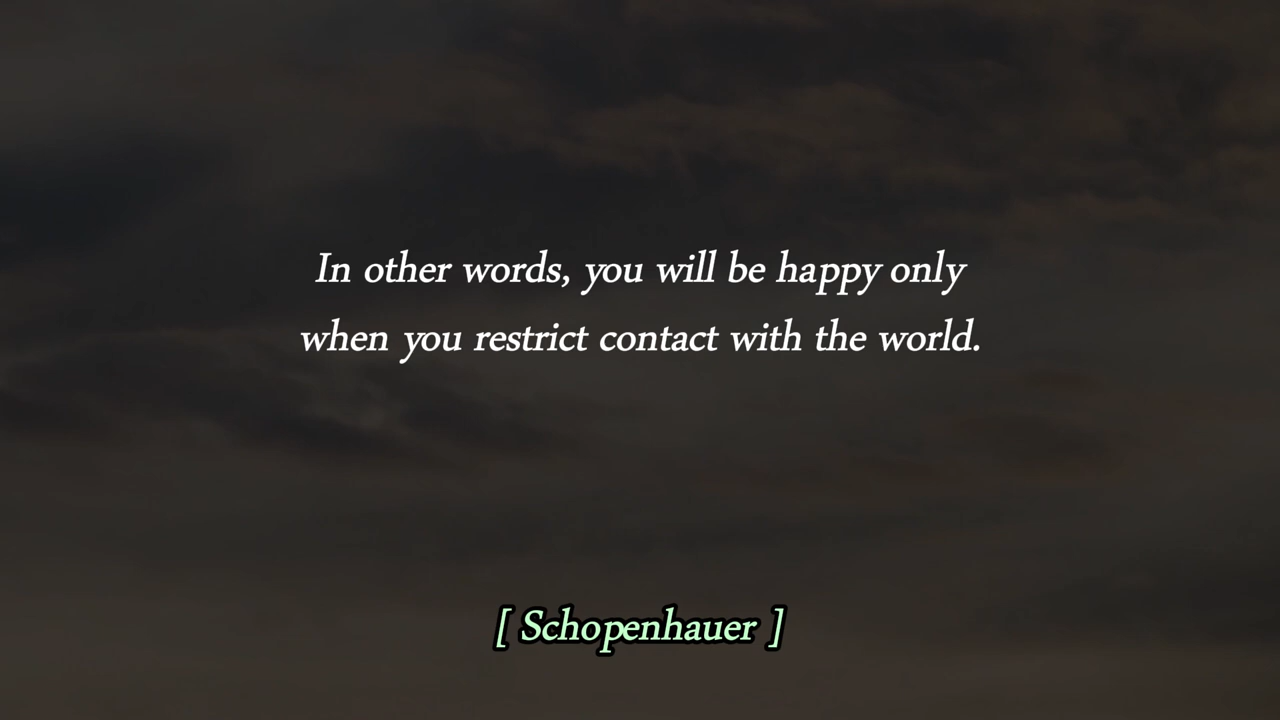 In other words, you will be happy only
when you restrict contact with the world.
[ Schopenhauer ]